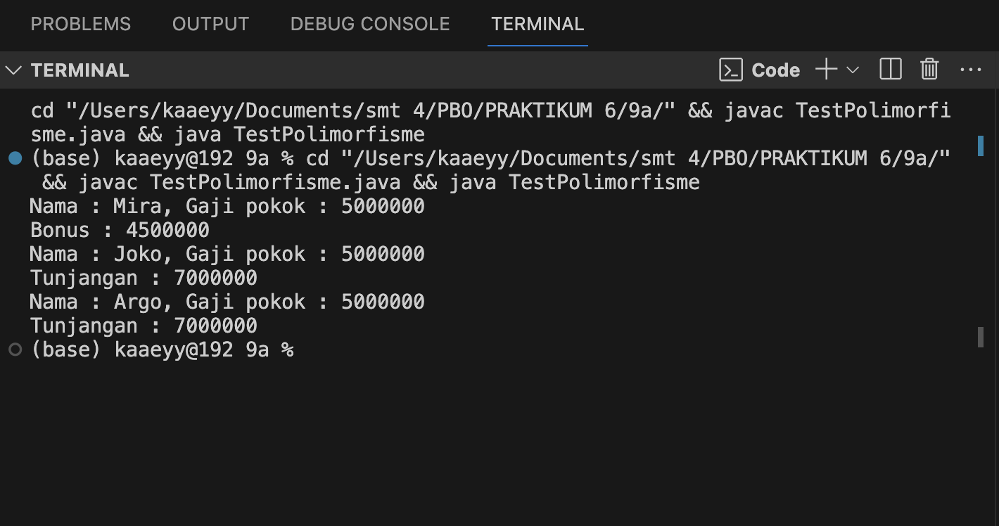 PROBLEMS OUTPUT DEBUG CONSOLE TERMINAL
TERMINAL Code
cd "/Users/kaaeyy/Documents/smt 4/PBO/PRAKTIKUM 6/9a/" && javac TestPolimorfi
sme.java && java TestPolimorfisme
(base) kaaeyy@192 9a % cd "/Users/kaaeyy/Documents/smt 4/PBO/PRAKTIKUM 6/9a/"
 && javac TestPolimorfisme.java && java TestPolimorfisme
Nama : Mira, Gaji pokok : 5000000
Bonus : 4500000
Nama : Joko, Gaji pokok : 5000000
Tunjangan : 7000000
Nama : Argo, Gaji pokok : 5000000
Tunjangan : 7000000
(base) kaaeyy@192 9a %